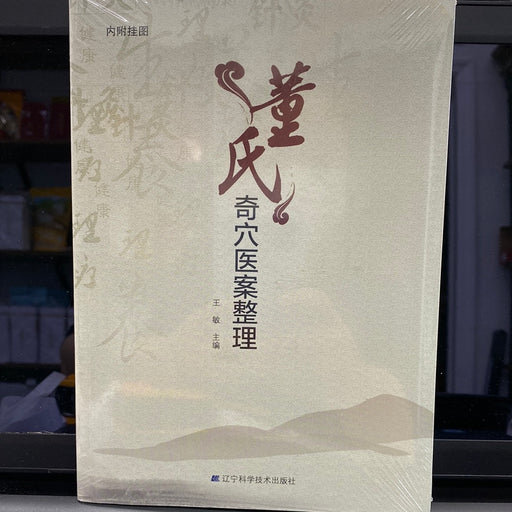 内附挂图
董氏
奇穴医案整理
王敏 主编
辽宁科学技术出版社